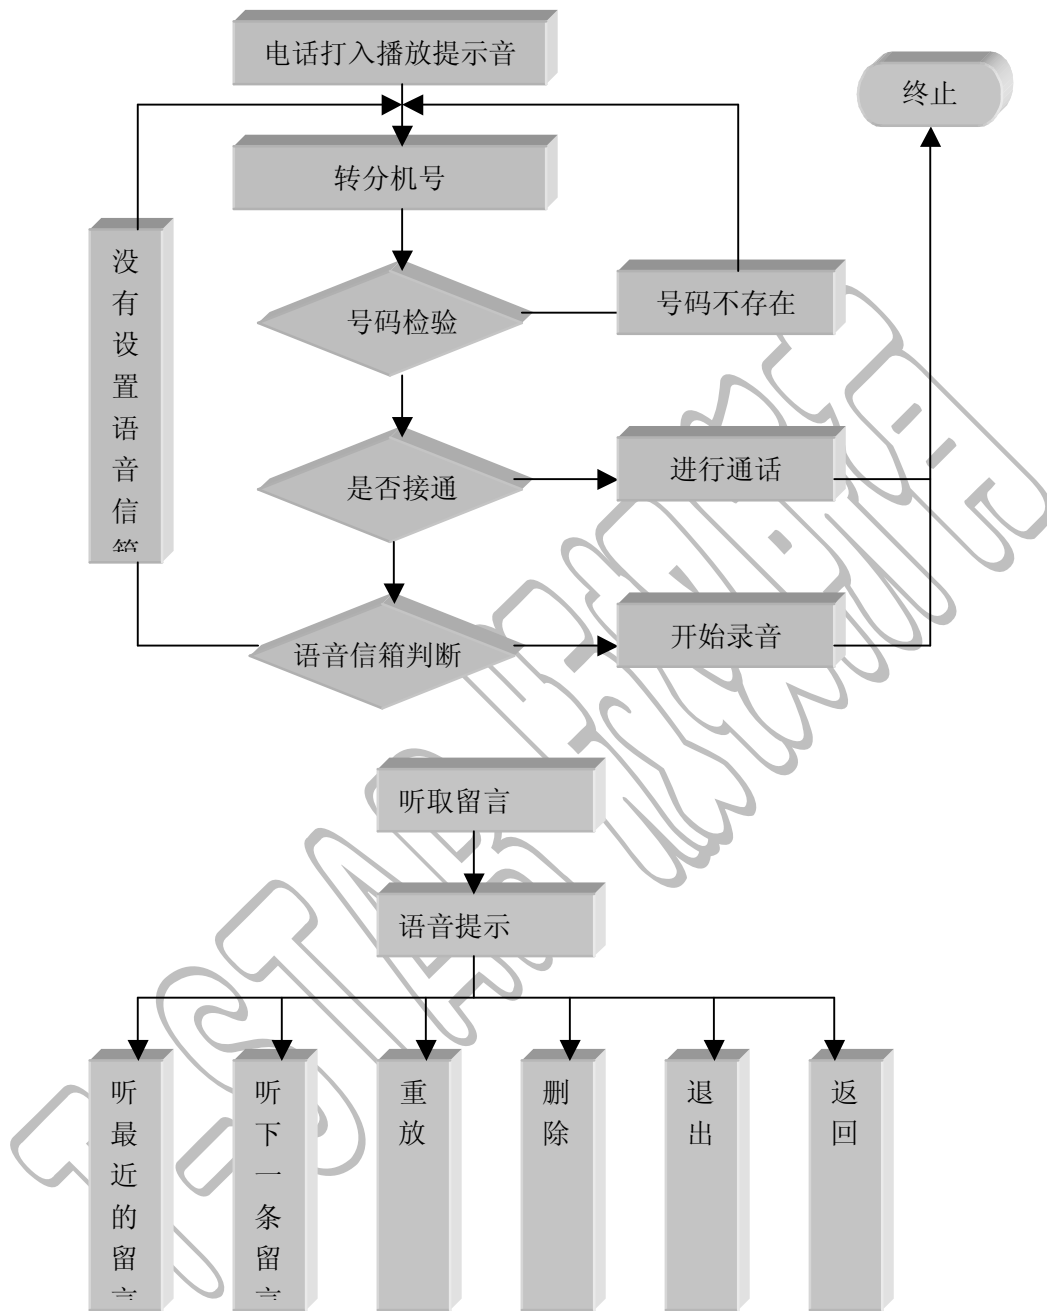 电话打入播放提示音
终止
转分机号
没有设置语音信箱
号码检验
号码不存在
是否接通
进行通话
语音信箱判断
开始录音
听取留言
语音提示
听最近的留言
听下一条留言
重放
删除
退出
返回